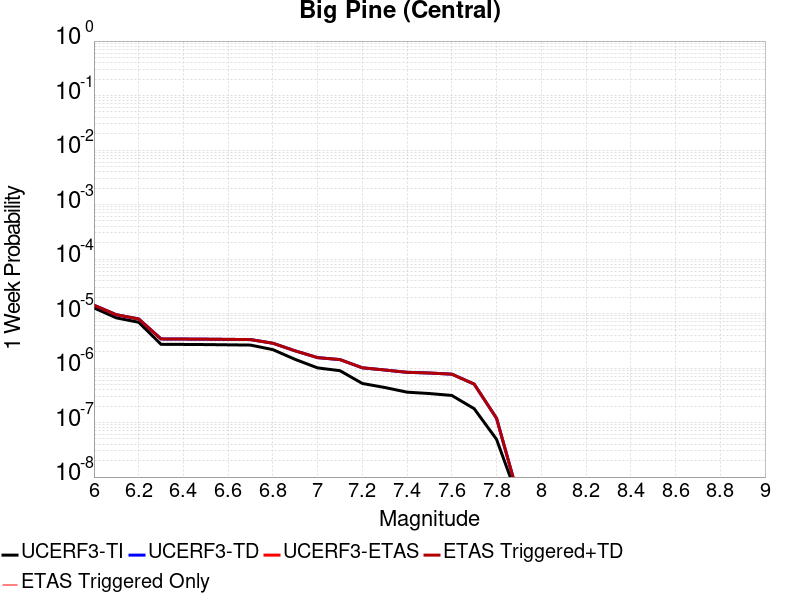 Big Pine (Central)
10^0
10^-1
10^-2
10^-3
10^-4
10^-5
10^-6
10^-7
10^-8
1 Week Probability
6 6.2 6.4 6.6 6.8 7 7.2 7.4 7.6 7.8 8 8.2 8.4 8.6 8.8 9
Magnitude
UCERF3-TI UCERF3-TD UCERF3-ETAS ETAS Triggered+TD
ETAS Triggered Only